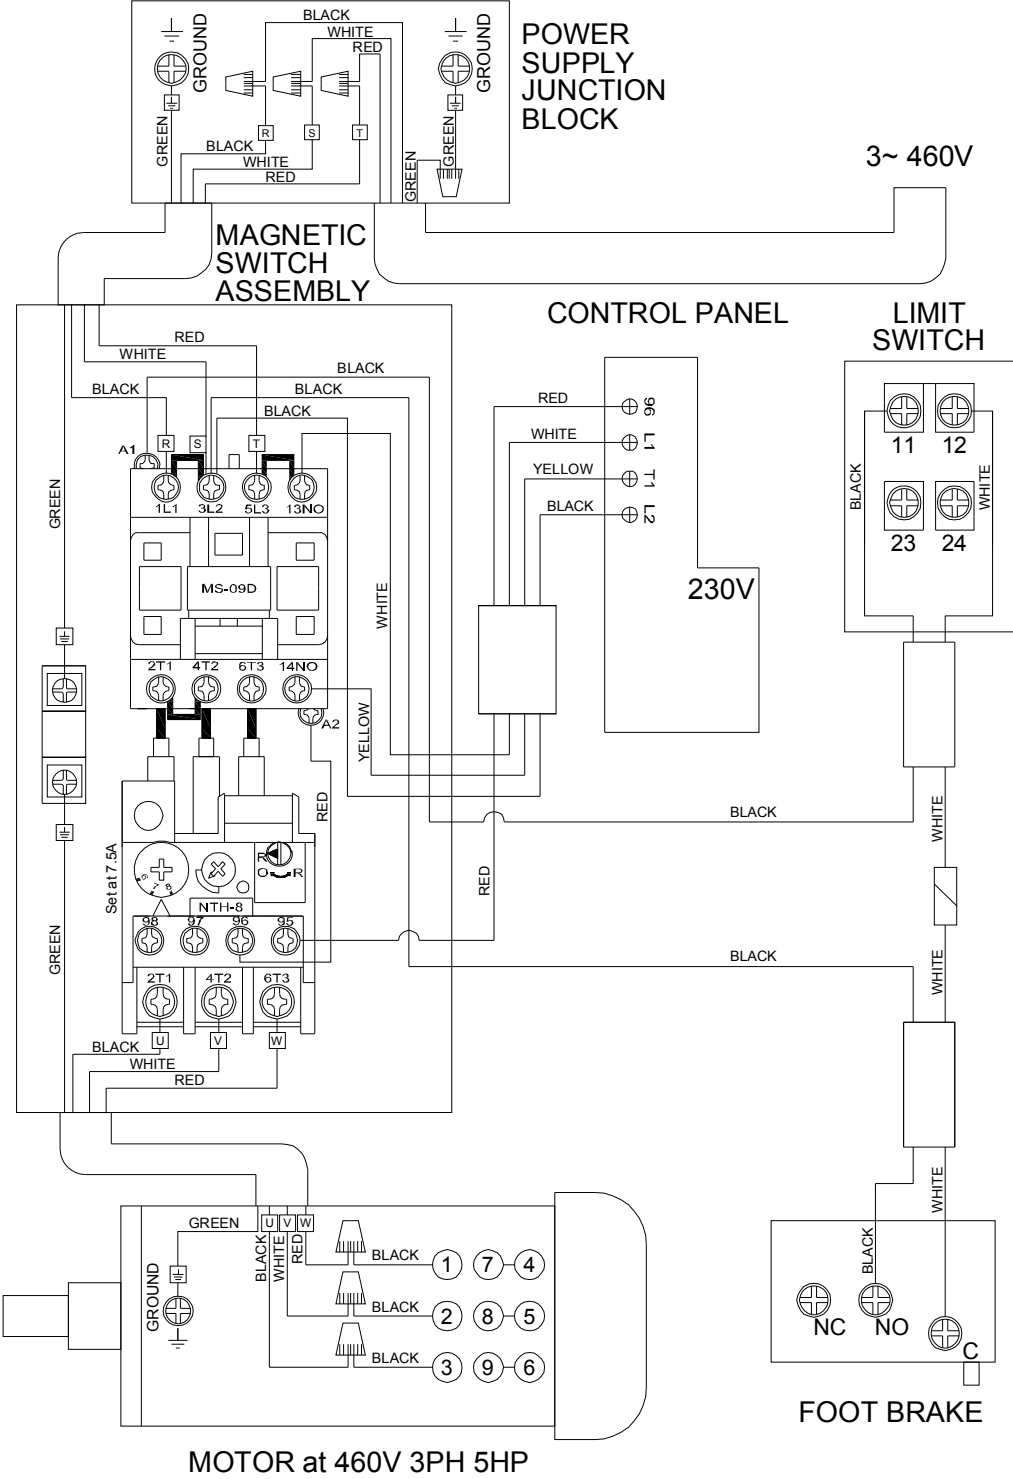 BLACK
WHITE
RED
GROUND
GROUND
POWER
SUPPLY
JUNCTION
BLOCK
R
S
T
GREEN
BLACK
WHITE
RED
GREEN
GREEN
3~ 460V
MAGNETIC
SWITCH
ASSEMBLY
CONTROL PANEL
LIMIT
SWITCH
RED
WHITE
BLACK
BLACK
BLACK
BLACK
RED
96
WHITE
L1
YELLOW
T1
BLACK
L2
230V
11
12
23
24
BLACK
WHITE
A1
R
S
T
1L1
3L2
5L3
13NO
GREEN
MS-09D
WHITE
2T1
4T2
6T3
14NO
A2
YELLOW
RED
BLACK
WHITE
Set at 7.5A
6
7
8
R
O
R
NTH-8
98
97
96
95
RED
GREEN
BLACK
WHITE
2T1
4T2
6T3
U
V
W
BLACK
WHITE
RED
GREEN
U
V
W
BLACK
WHITE
RED
GROUND
BLACK
1
7
4
BLACK
2
8
5
BLACK
3
9
6
WHITE
BLACK
NC
NO
C
FOOT BRAKE
MOTOR at 460V 3PH 5HP